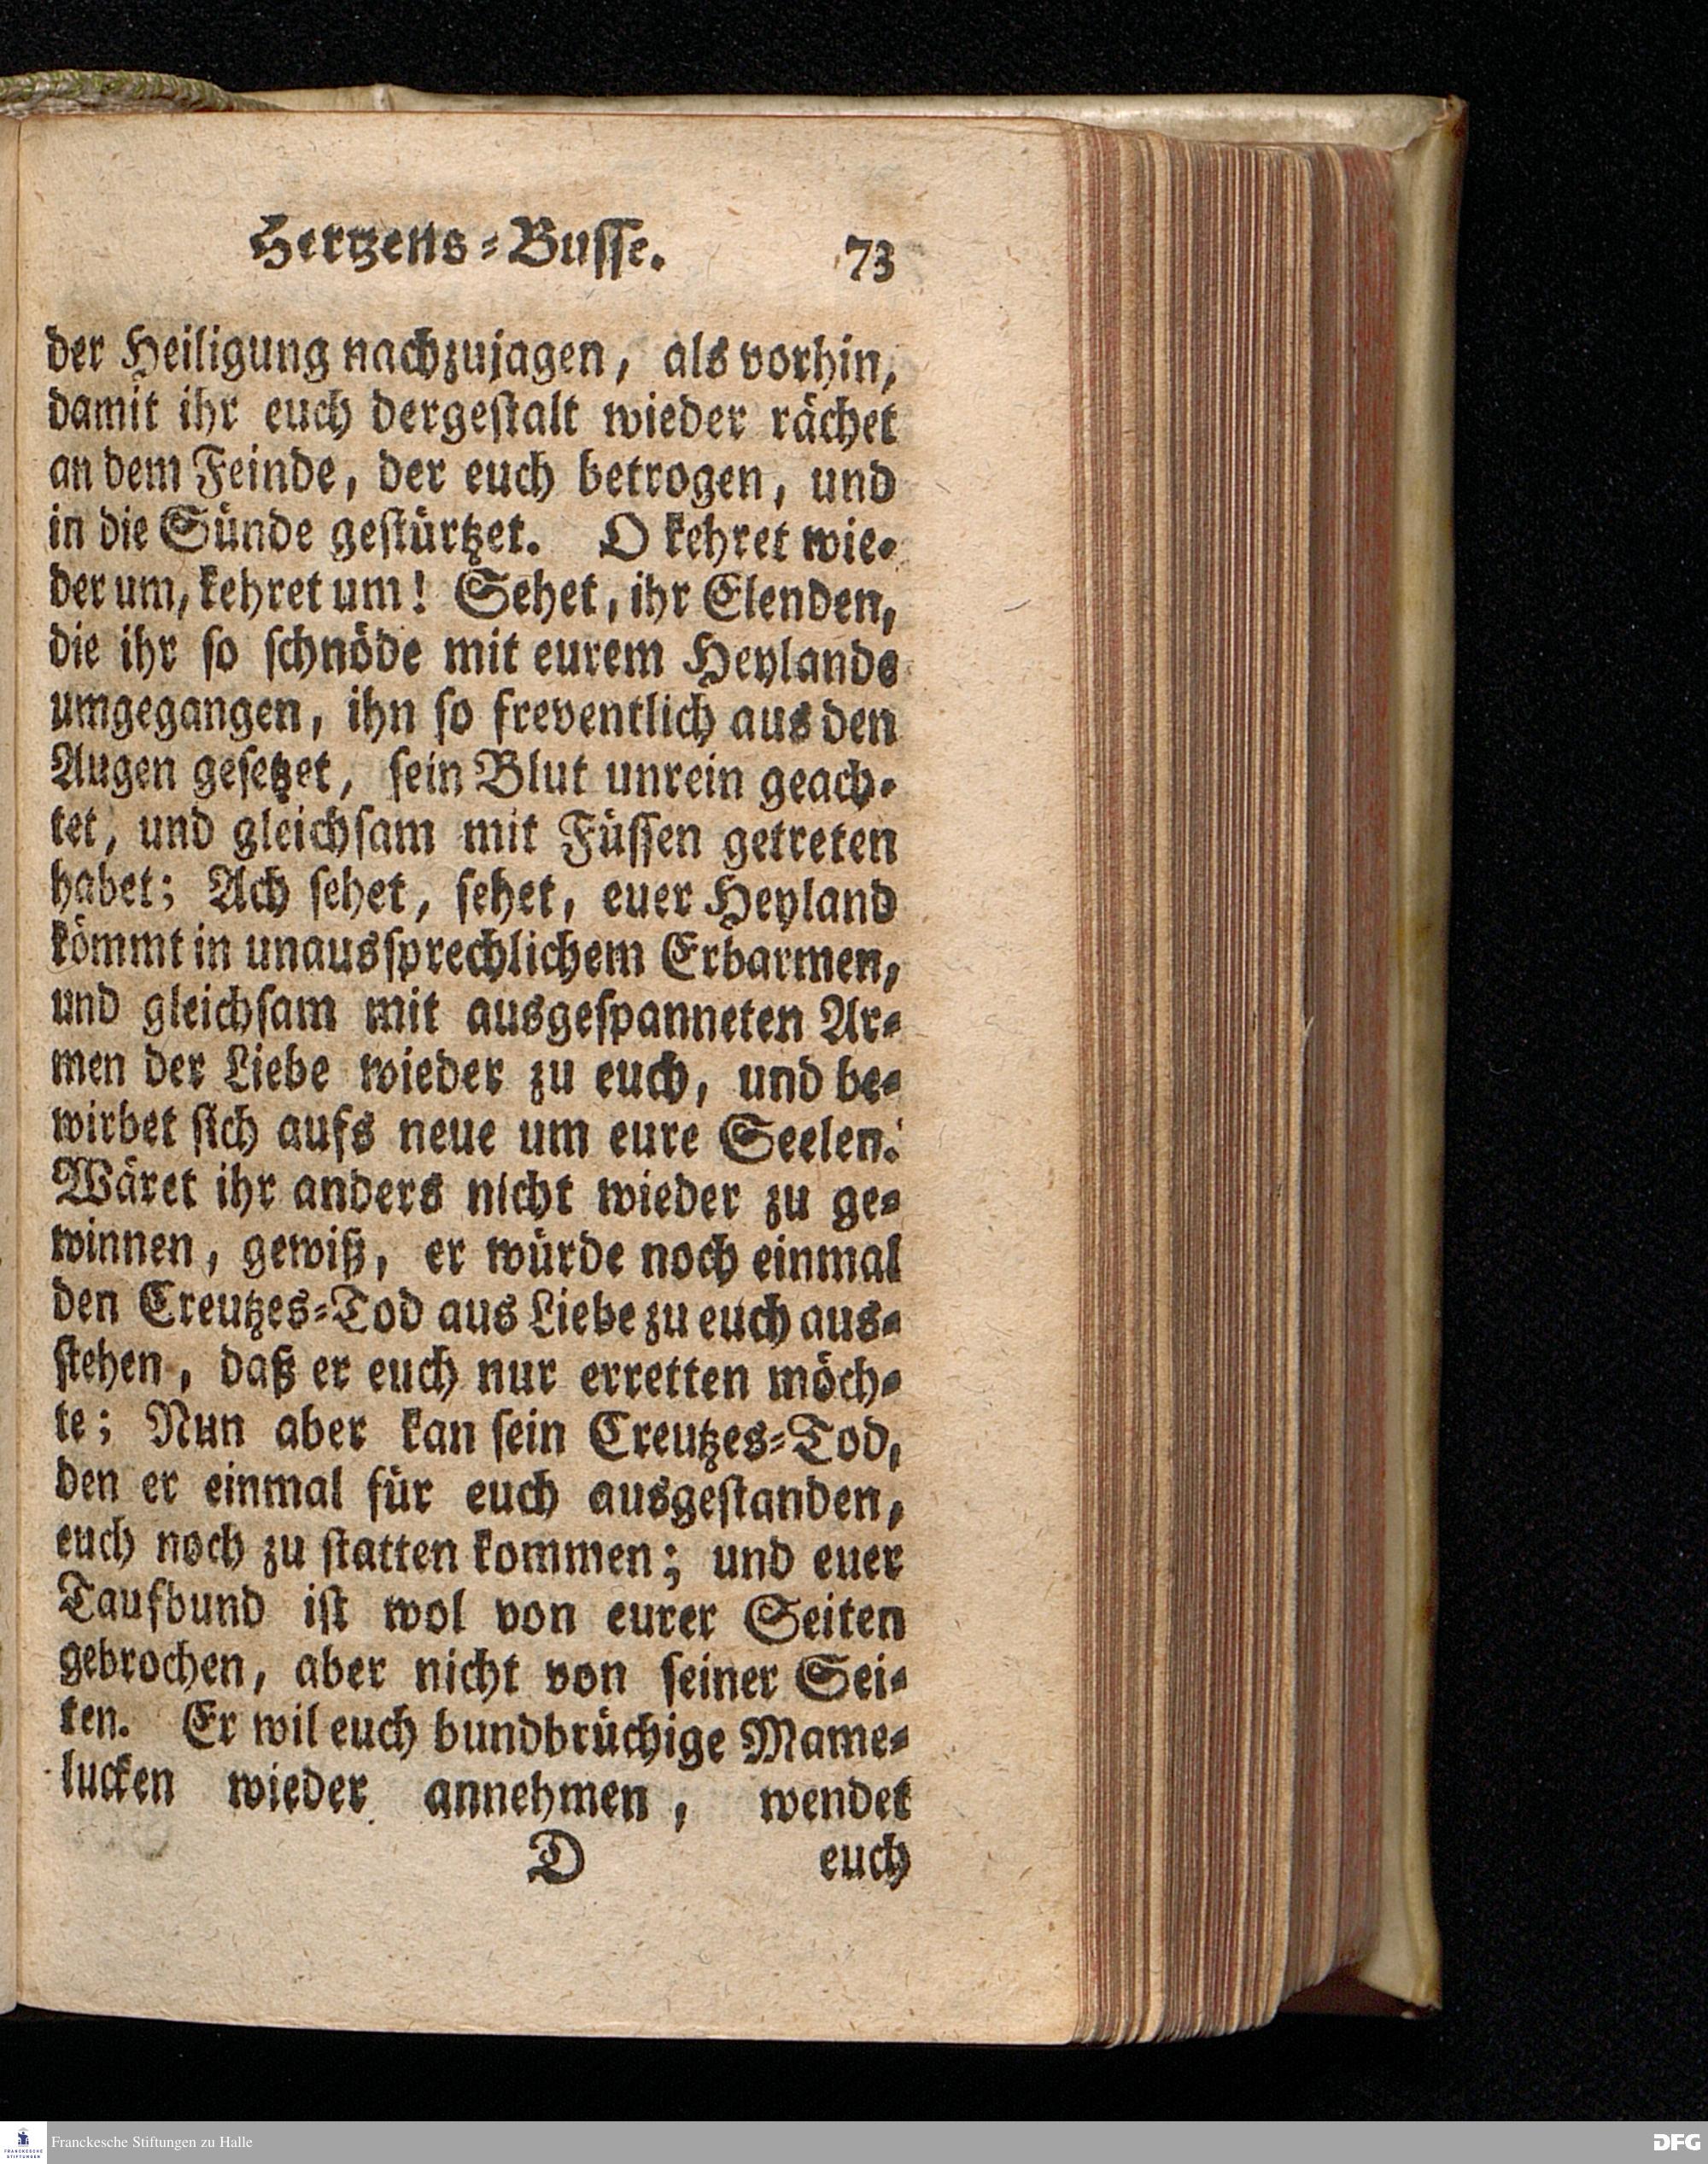 Hertzens-Busse. 73
der Heiligung nachzujagen, als vorhin,
damit ihr euch dergeſtalt wieder rächet
an dem Feinde, der euch betrogen, und
in die Sünde geſtürtzet. O kehret wie-
der um, kehret um! Sehet, ihr Elenden,
die ihr ſo ſchnöde mit eurem Heylande
umgegangen, ihn ſo freventlich aus den
Augen geſetzet, ſein Blut unrein geach-
tet, und gleichſam mit Füſſen getreten
habet; Ach ſehet, ſehet, euer Heyland
kömmt in unausſprechlichem Erbarmen,
und gleichſam mit ausgeſpanneten Ar-
men der Liebe wieder zu euch, und be-
wirbet ſich aufs neue um eure Seelen.
Wäret ihr anders nicht wieder zu ge-
winnen, gewiß, er würde noch einmal
den Creutzes-Tod aus Liebe zu euch aus-
ſtehen, daß er euch nur erretten möch-
te; Nun aber kan ſein Creutzes-Tod,
den er einmal für euch ausgeſtanden,
euch noch zu ſtatten kommen; und euer
Taufbund iſt wol von eurer Seiten
gebrochen, aber nicht von ſeiner Sei-
ten. Er wil euch bundbrüchige Mame-
lucken wieder annehmen, wendet
D euch
FRANCKESCHE
STIFTUNGEN
Franckesche Stiftungen zu Halle
DFG